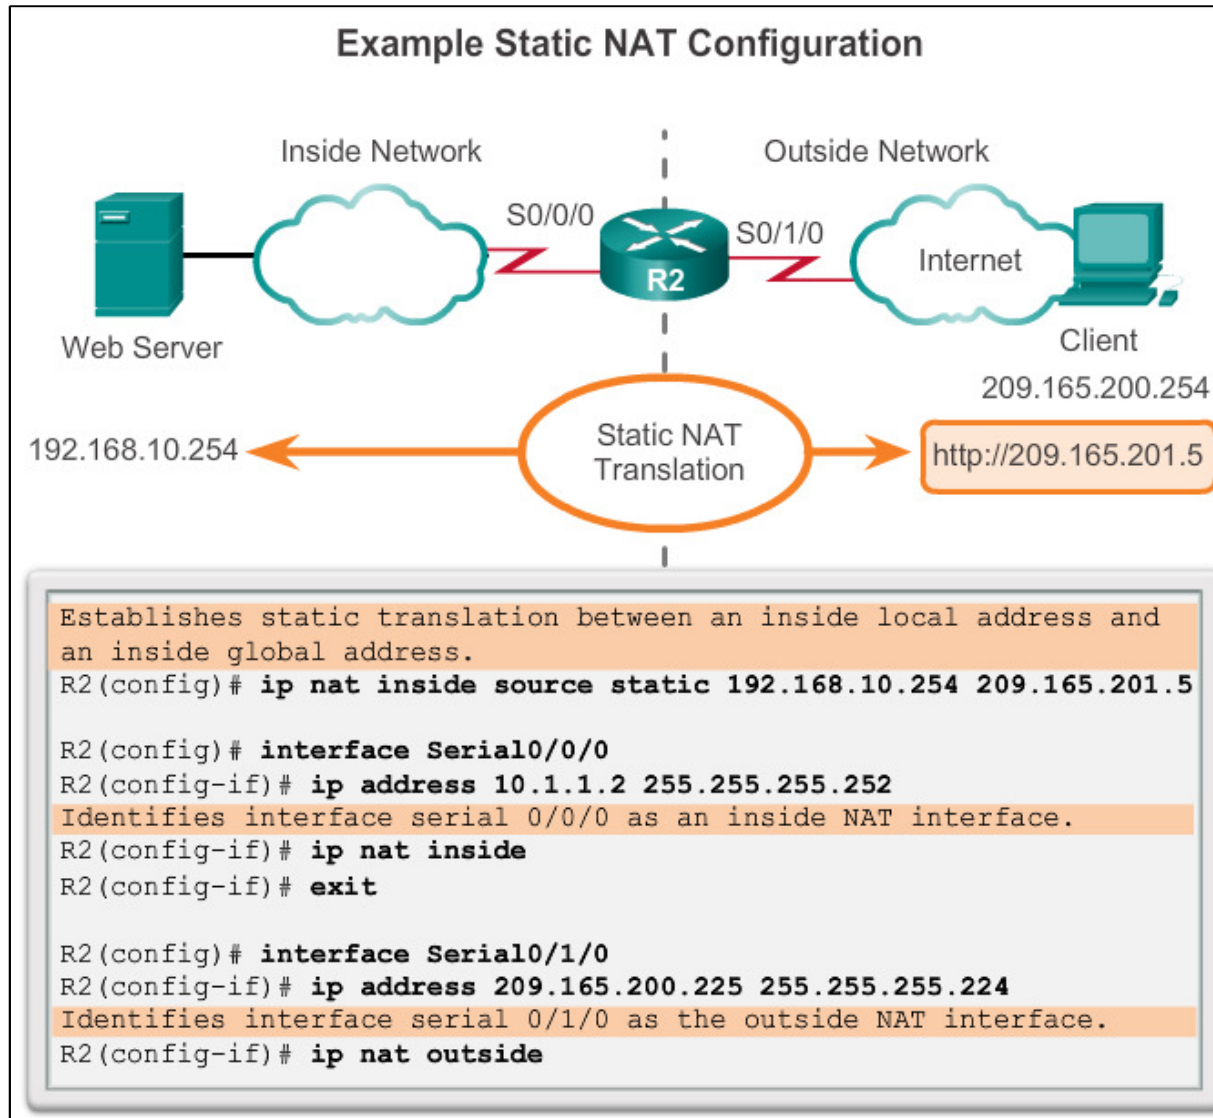 Example Static NAT Configuration
Inside Network
Outside Network
S0/0/0
S0/1/0
R2
Internet
Web Server
Client
209.165.200.254
192.168.10.254
Static NAT
Translation
http://209.165.201.5
Establishes static translation between an inside local address and
an inside global address.
R2(config)# ip nat inside source static 192.168.10.254 209.165.201.5
R2(config)# interface Serial0/0/0
R2(config-if)# ip address 10.1.1.2 255.255.255.252
Identifies interface serial 0/0/0 as an inside NAT interface.
R2(config-if)# ip nat inside
R2(config-if)# exit
R2(config)# interface Serial0/1/0
R2(config-if)# ip address 209.165.200.225 255.255.255.224
Identifies interface serial 0/1/0 as the outside NAT interface.
R2(config-if)# ip nat outside